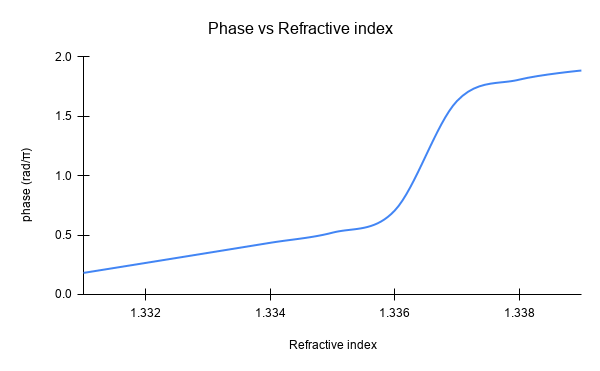 Phase vs Refractive index
2.0
1.5
1.0
0.5
0.0
phase (rad/π)
1.332 1.334 1.336 1.338
Refractive index